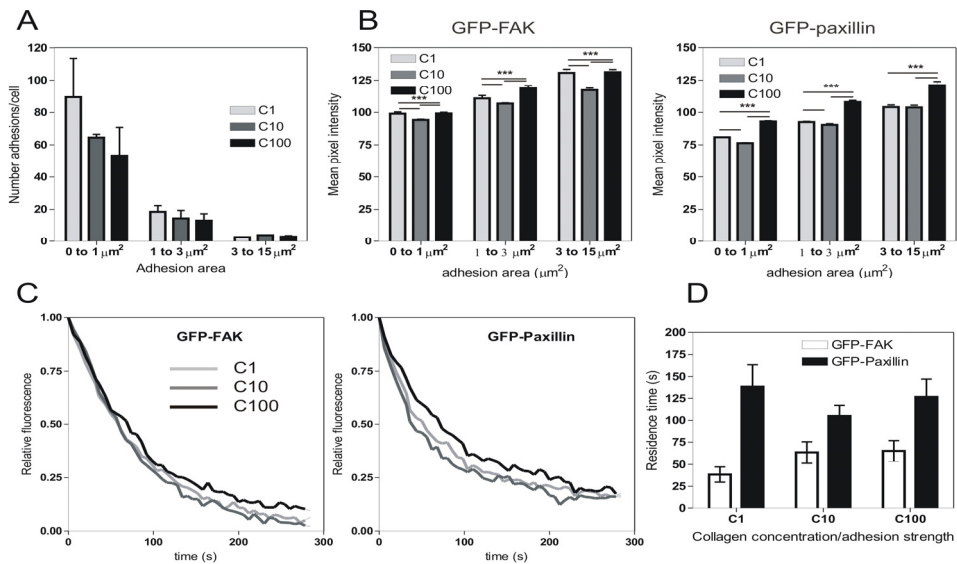 A
B
GFP-FAK
GFP-paxillin
Number adhesions/cell
120
100
80
60
40
20
0
C1
C10
C100
0 to 1 μm²
1 to 3 μm²
3 to 15 μm²
Adhesion area
Mean pixel intensity
150
125
100
75
50
25
0
C1
C10
C100
***
***
***
0 to 1 μm²
1 to 3 μm²
3 to 15 μm²
adhesion area (μm²)
Mean pixel intensity
150
125
100
75
50
25
0
C1
C10
C100
***
***
***
0 to 1 μm²
1 to 3 μm²
3 to 15 μm²
adhesion area (μm²)
C
D
Relative fluorescence
1.00
0.75
0.50
0.25
0.00
GFP-FAK
C1
C10
C100
0 100 200 300
time (s)
Relative fluorescence
1.00
0.75
0.50
0.25
0.00
GFP-Paxillin
0 100 200 300
time (s)
Residence time (s)
200
175
150
125
100
75
50
25
0
GFP-FAK
GFP-Paxillin
C1 C10 C100
Collagen concentration/adhesion strength